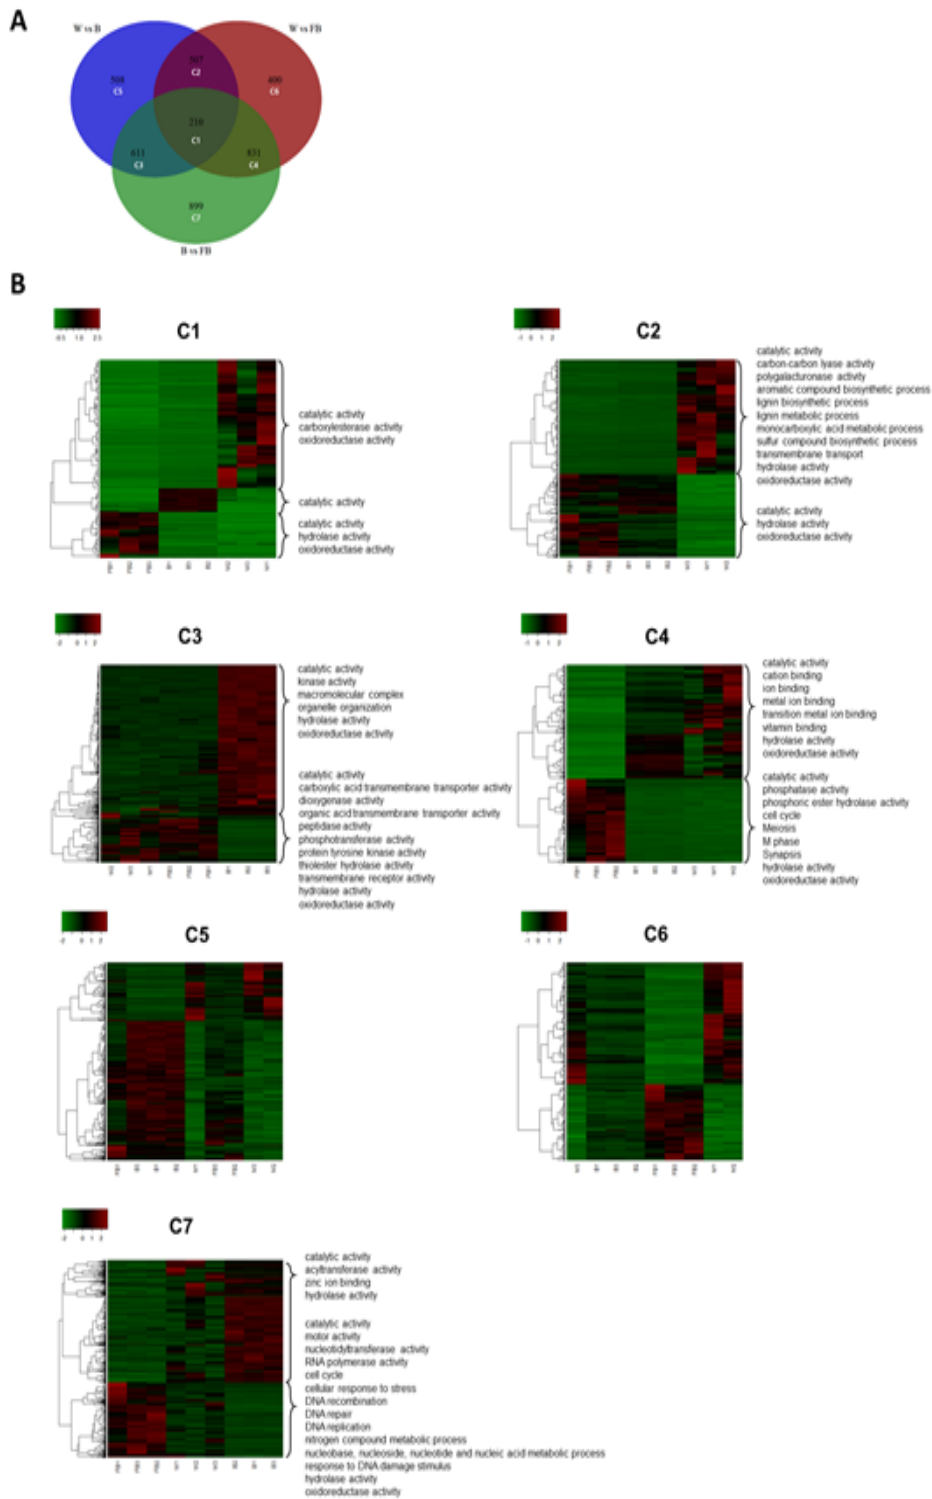 A
W vs B
W vs FB
507
C2
508
C5
400
C6
210
C1
611
C3
831
C4
899
C7
B vs FB
B
C1
catalytic activity
carboxylesterase activity
oxidoreductase activity
catalytic activity
catalytic activity
hydrolase activity
oxidoreductase activity
C2
catalytic activity
carbon-carbon lyase activity
polygalacturonase activity
aromatic compound biosynthetic process
lignin biosynthetic process
lignin metabolic process
monocarboxylic acid metabolic process
sulfur compound biosynthetic process
transmembrane transport
hydrolase activity
oxidoreductase activity
catalytic activity
hydrolase activity
oxidoreductase activity
C3
catalytic activity
kinase activity
macromolecular complex
organelle organization
hydrolase activity
oxidoreductase activity
catalytic activity
carboxylic acid transmembrane transporter activity
dioxygenase activity
organic acid transmembrane transporter activity
peptidase activity
phosphotransferase activity
protein tyrosine kinase activity
thiolester hydrolase activity
transmembrane receptor activity
hydrolase activity
oxidoreductase activity
C4
catalytic activity
cation binding
ion binding
metal ion binding
transition metal ion binding
vitamin binding
hydrolase activity
oxidoreductase activity
catalytic activity
phosphatase activity
phosphoric ester hydrolase activity
cell cycle
Meiosis
M phase
Synapsis
hydrolase activity
oxidoreductase activity
C5
C6
C7
catalytic activity
acyltransferase activity
zinc ion binding
hydrolase activity
catalytic activity
motor activity
nucleotidyltransferase activity
RNA polymerase activity
cell cycle
cellular response to stress
DNA recombination
DNA repair
DNA replication
nitrogen compound metabolic process
nucleobase, nucleoside, nucleotide and nucleic acid metabolic process
response to DNA damage stimulus
hydrolase activity
oxidoreductase activity